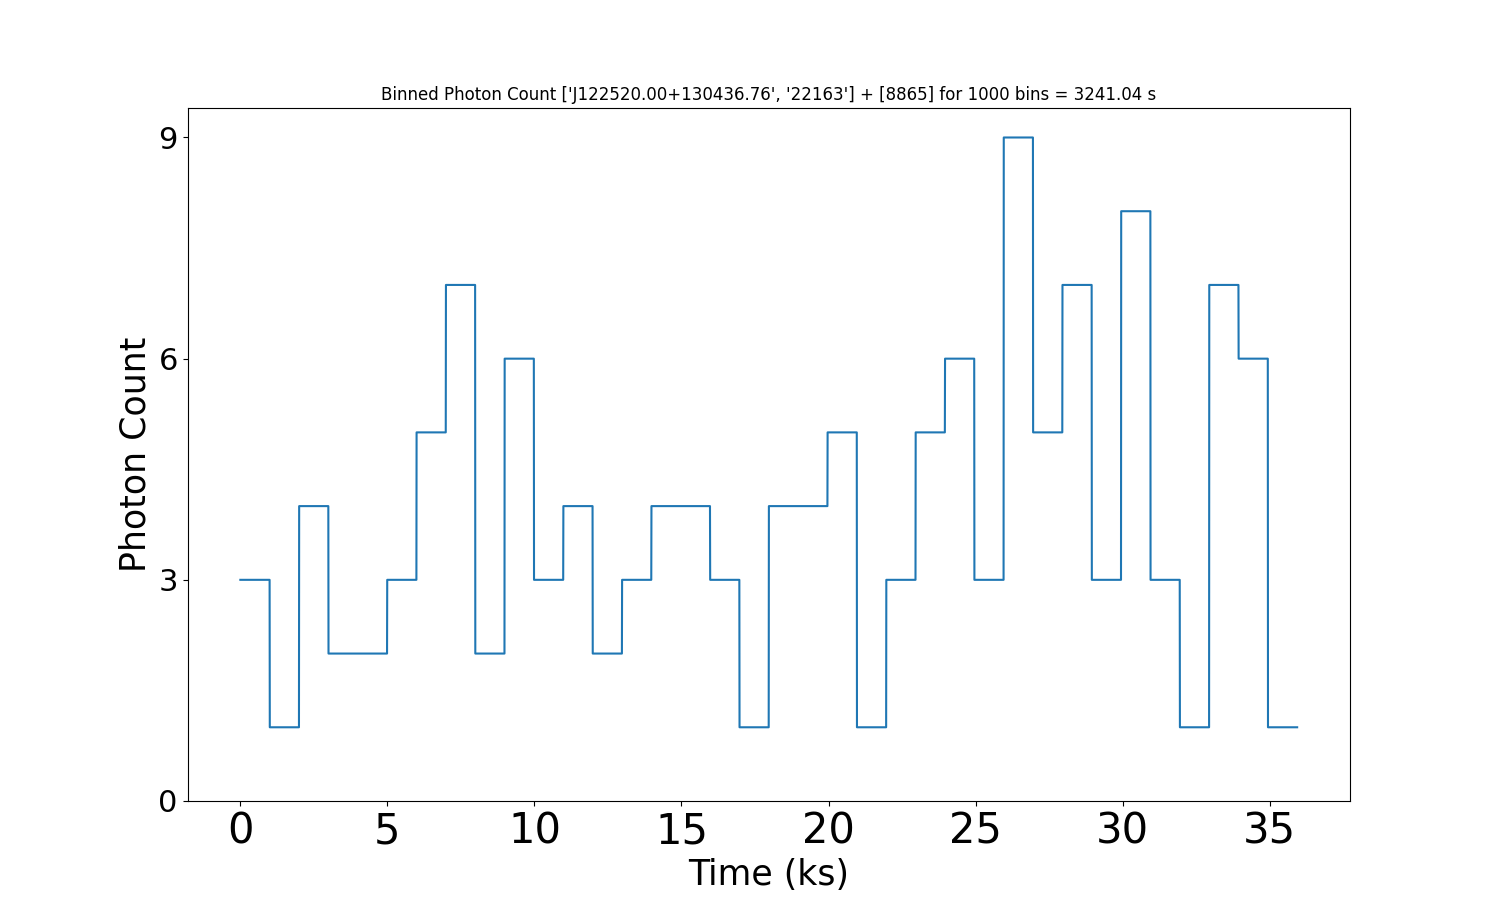 Binned Photon Count ['J122520.00+130436.76', '22163'] + [8865] for 1000 bins = 3241.04 s
9
6
3
0
Photon Count
0 5 10 15 20 25 30 35
Time (ks)